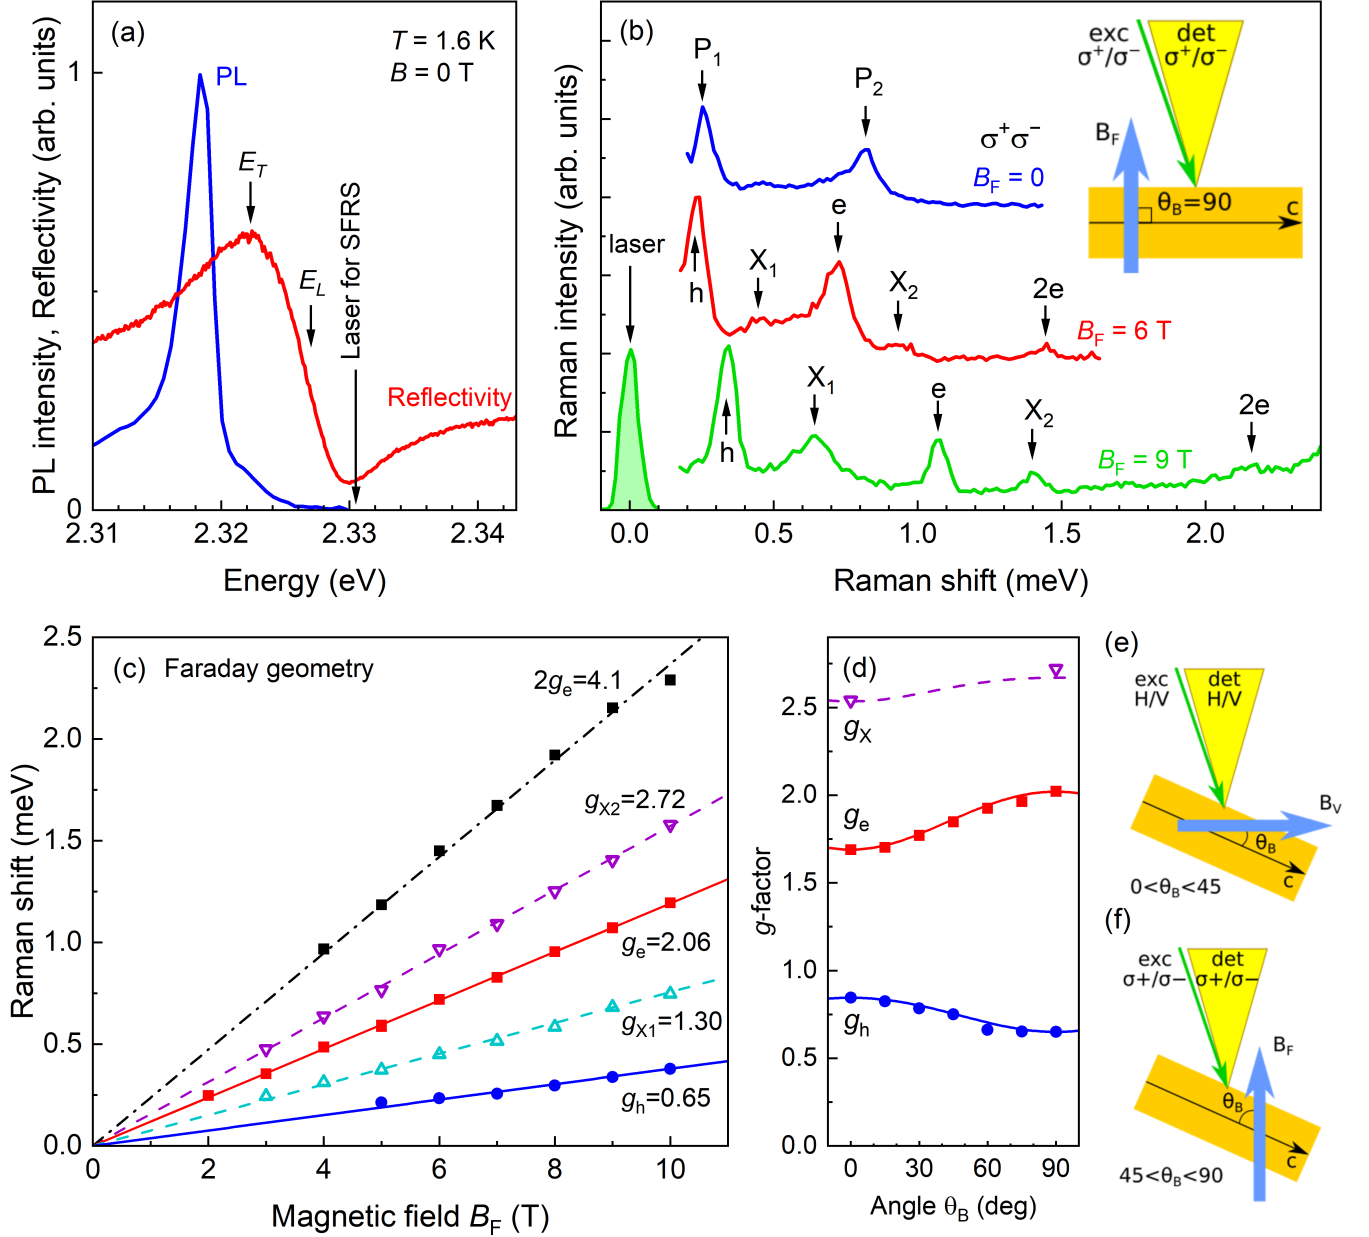 (a)
T = 1.6 K
B = 0 T
PL
E_T
E_L
Laser for SFRS
Reflectivity
1
0
PL intensity, Reflectivity (arb. units)
2.31 2.32 2.33 2.34
Energy (eV)
(b)
P₁
P₂
σ⁺σ⁻
B_F = 0
laser
h
X₁
e
X₂
2e
B_F = 6 T
h
X₁
e
X₂
2e
B_F = 9 T
exc
σ⁺/σ⁻
det
σ⁺/σ⁻
B_F
θ_B=90
c
Raman intensity (arb. units)
0.0 0.5 1.0 1.5 2.0
Raman shift (meV)
(c) Faraday geometry
2g_e=4.1
g_X2=2.72
g_e=2.06
g_X1=1.30
g_h=0.65
2.5
2.0
1.5
1.0
0.5
0.0
Raman shift (meV)
0 2 4 6 8 10
Magnetic field B_F (T)
(d)
g_X
g_e
g_h
2.5
2.0
1.5
1.0
0.5
0.0
g-factor
0 30 60 90
Angle θ_B (deg)
(e)
exc
H/V
det
H/V
B_V
θ_B
c
0<θ_B<45
(f)
exc
σ+/σ−
det
σ+/σ−
B_F
θ_B
c
45<θ_B<90